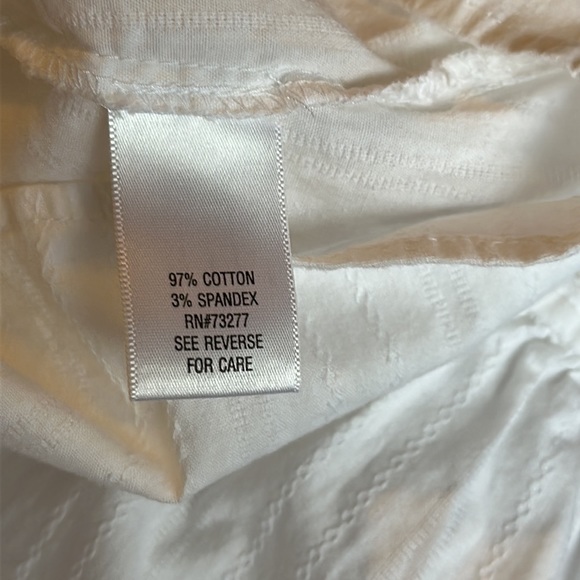 97% COTTON
3% SPANDEX
RN#73277
SEE REVERSE
FOR CARE